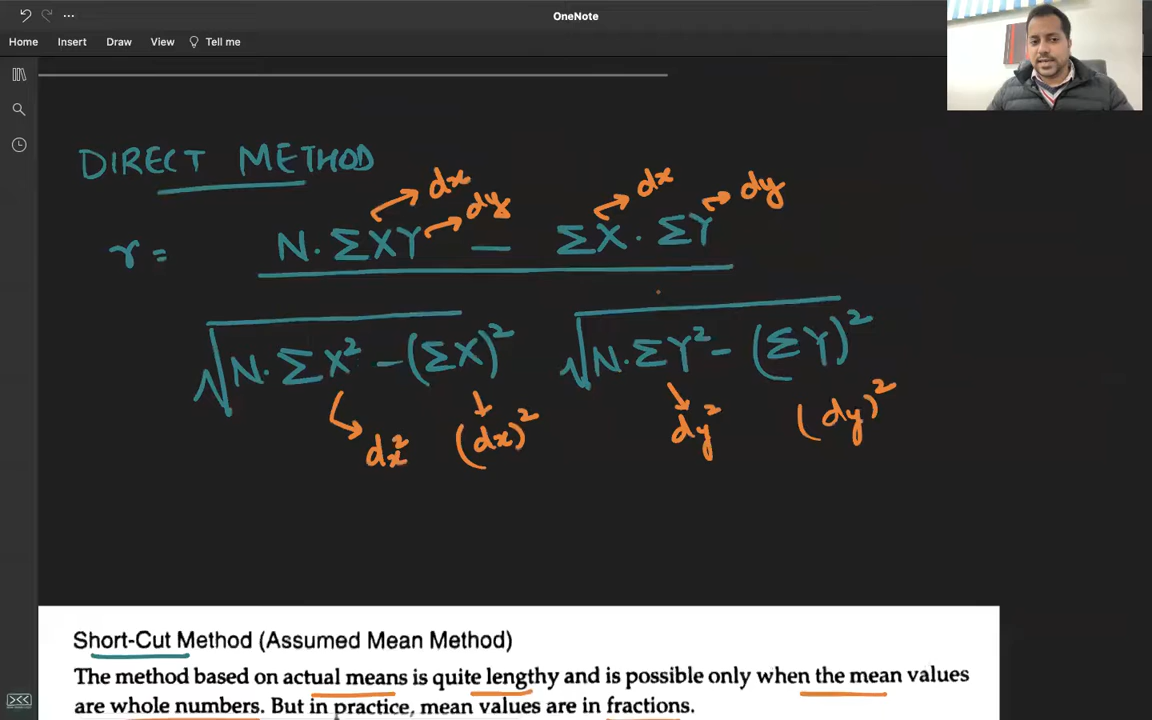 OneNote
Home Insert Draw View Tell me
DIRECT METHOD
dx dy dx dy
r = N·ΣXY − ΣX·ΣY
√N·ΣX² − (ΣX)² √N·ΣY² − (ΣY)²
dx² (dx)² dy² (dy)²
Short-Cut Method (Assumed Mean Method)
The method based on actual means is quite lengthy and is possible only when the mean values
are whole numbers. But in practice, mean values are in fractions.